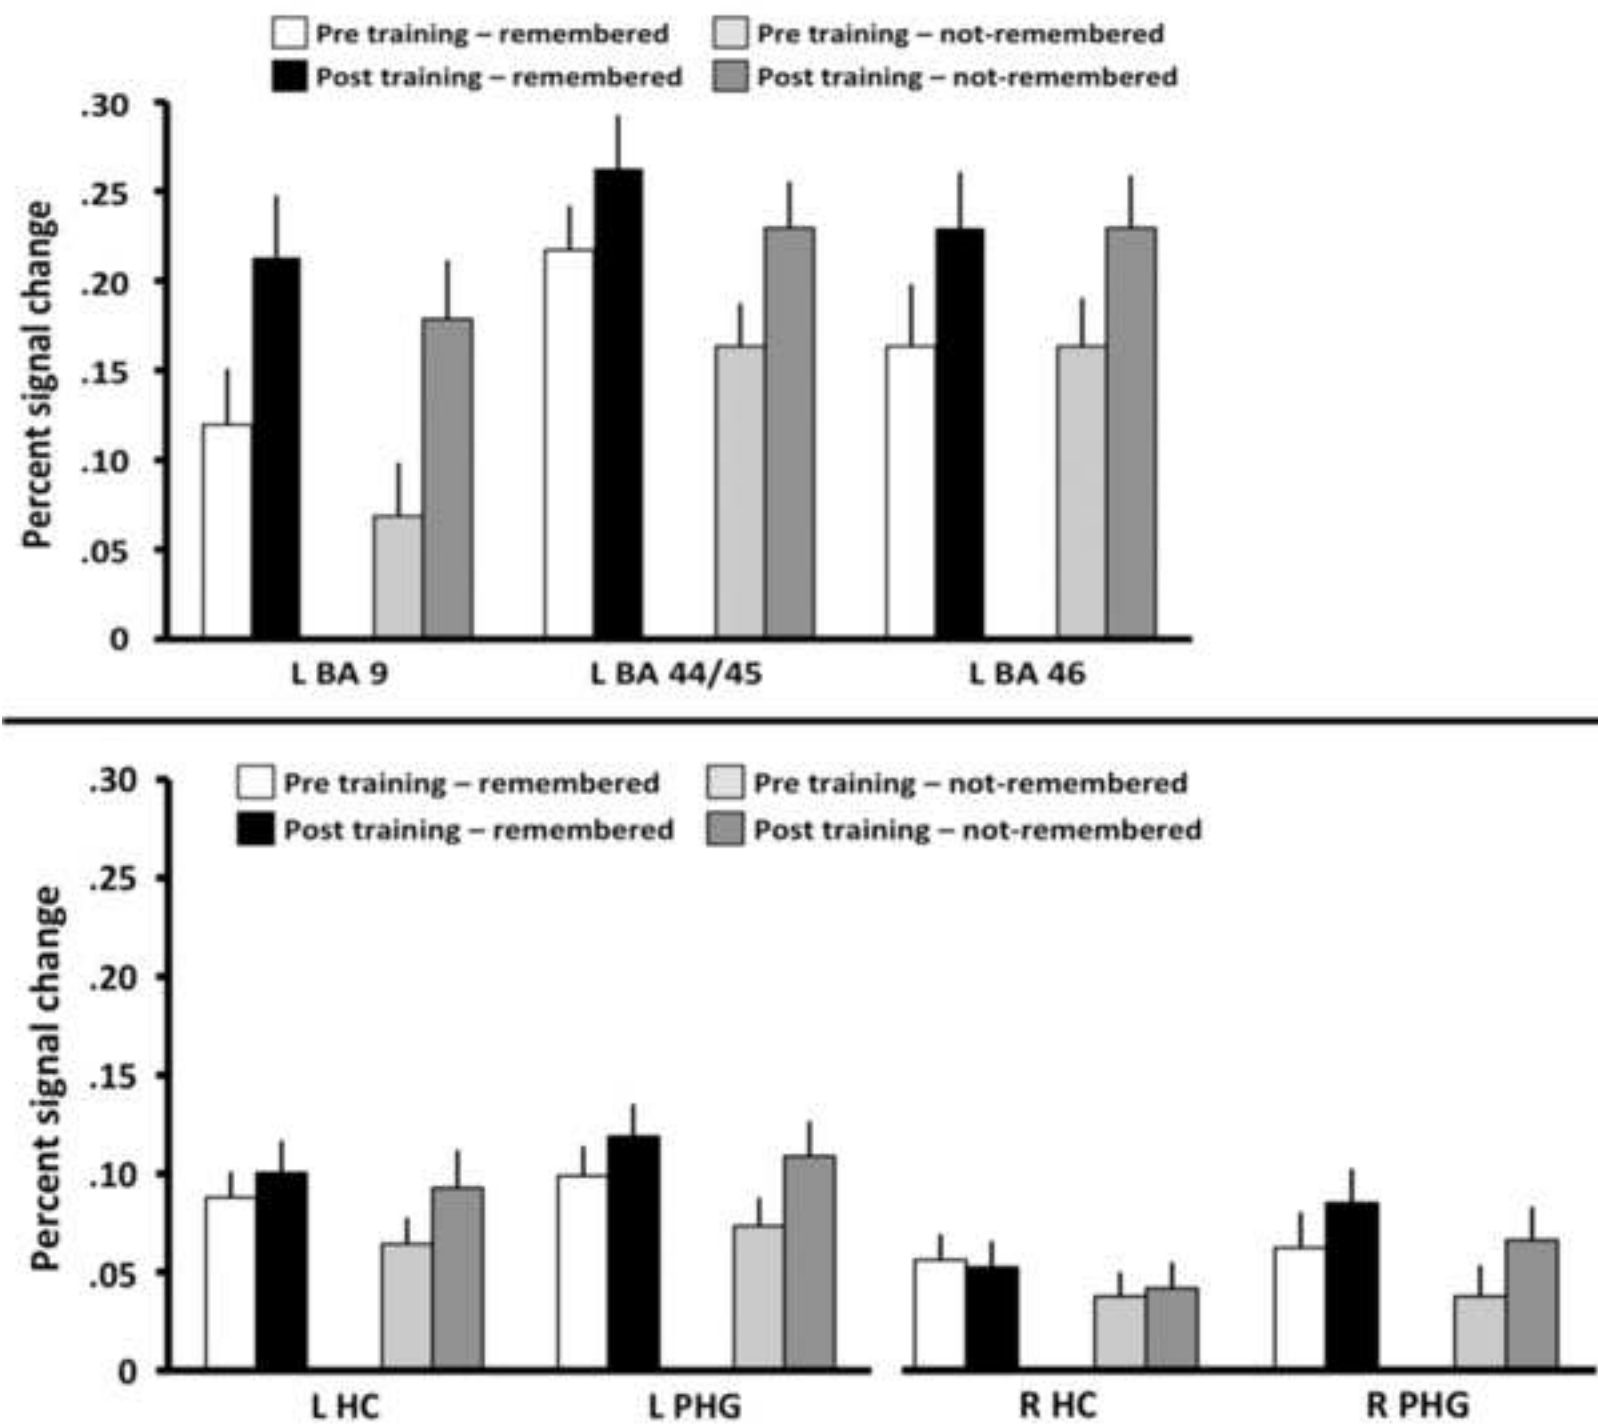 Pre training – remembered Pre training – not-remembered
Post training – remembered Post training – not-remembered
.30
.25
.20
.15
.10
.05
0
Percent signal change
L BA 9 L BA 44/45 L BA 46
Pre training – remembered Pre training – not-remembered
Post training – remembered Post training – not-remembered
.30
.25
.20
.15
.10
.05
0
Percent signal change
L HC L PHG R HC R PHG